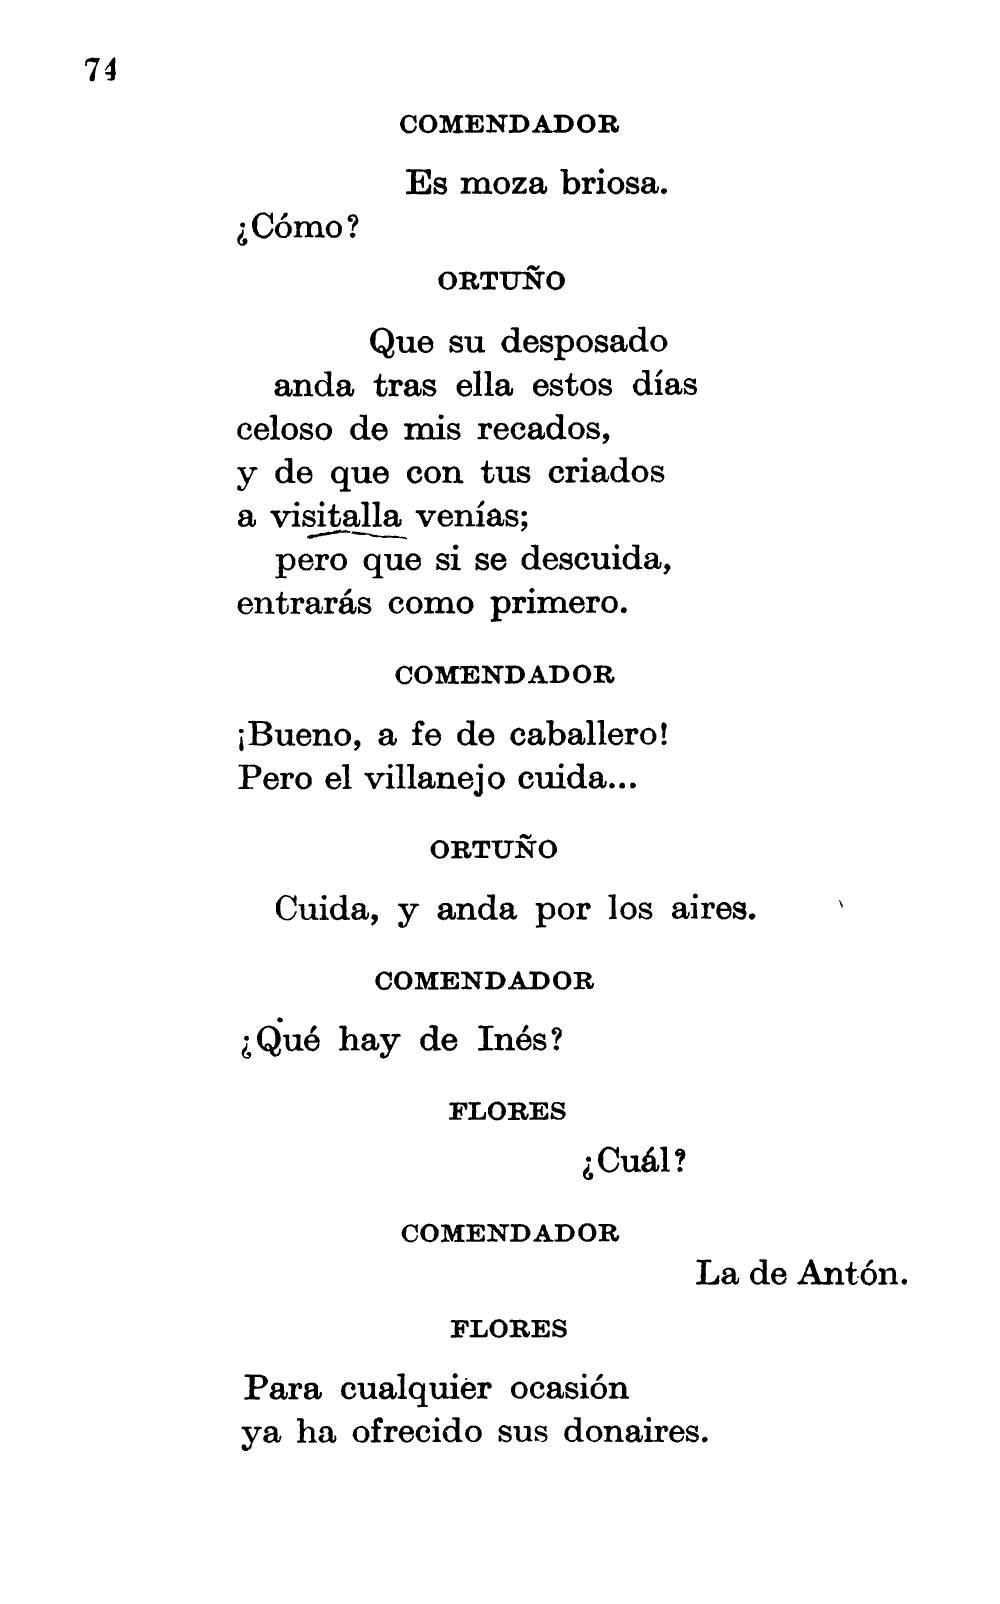 74
COMENDADOR
Es moza briosa.
¿Cómo?
ORTUÑO
Que su desposado
anda tras ella estos días
celoso de mis recados,
y de que con tus criados
a visitalla venías;
pero que si se descuida,
entrarás como primero.
COMENDADOR
¡Bueno, a fe de caballero!
Pero el villanejo cuida...
ORTUÑO
Cuida, y anda por los aires.
COMENDADOR
¿Qué hay de Inés?
FLORES
¿Cuál?
COMENDADOR
La de Antón.
FLORES
Para cualquier ocasión
ya ha ofrecido sus donaires.